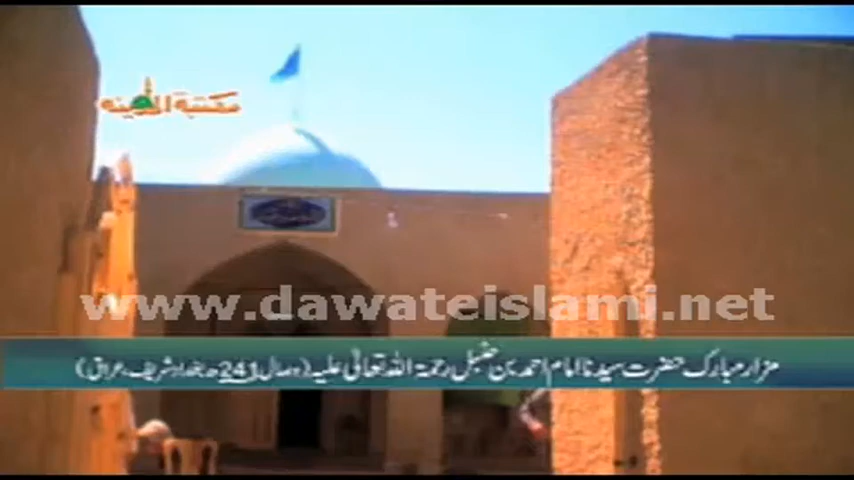 مکتبۃ المدینہ
www.dawateislami.net
مزار مبارک حضرت سیدنا امام احمد بن حنبل رحمۃ اللہ تعالیٰ علیہ (وصال 241ھ بغداد شریف، عراق)